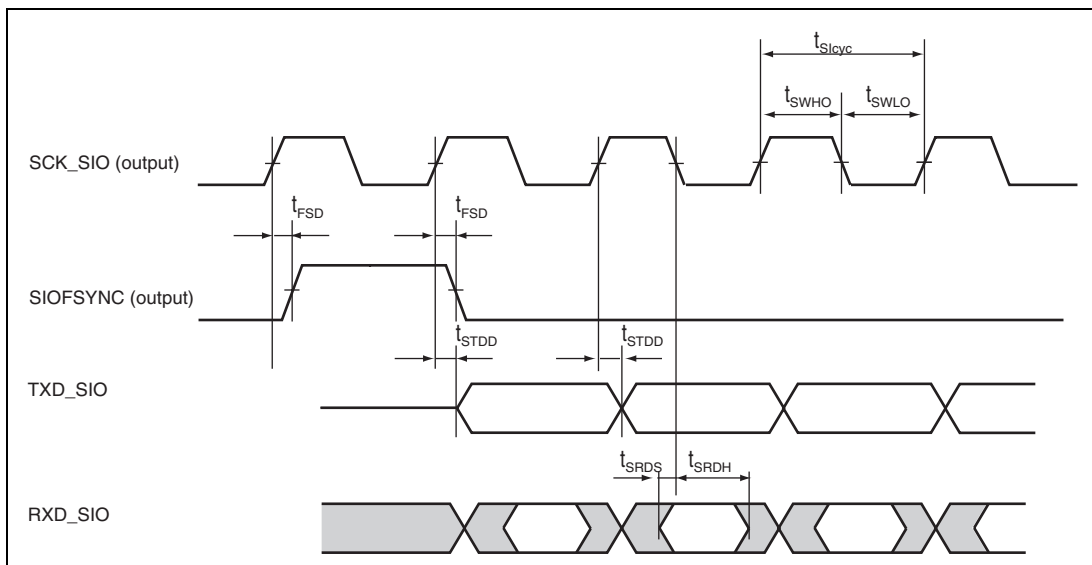 tSIcyc
tSWHO tSWLO
SCK_SIO (output)
tFSD tFSD
SIOFSYNC (output)
tSTDD tSTDD
TXD_SIO
tSRDS tSRDH
RXD_SIO